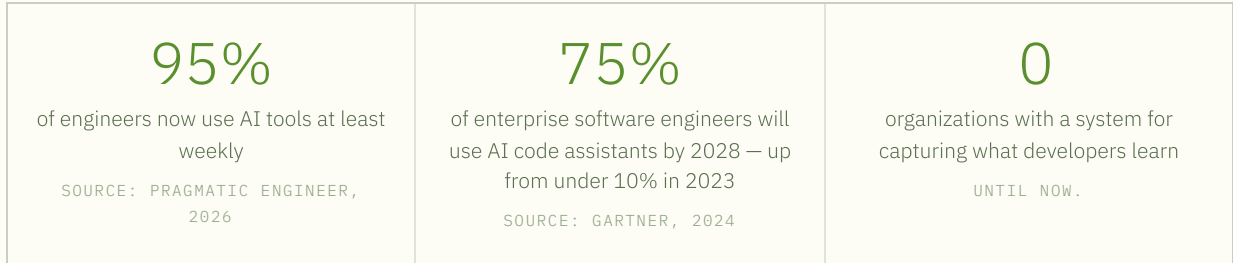 95%
of engineers now use AI tools at least
weekly
SOURCE: PRAGMATIC ENGINEER,
2026
75%
of enterprise software engineers will
use AI code assistants by 2028 — up
from under 10% in 2023
SOURCE: GARTNER, 2024
0
organizations with a system for
capturing what developers learn
UNTIL NOW.